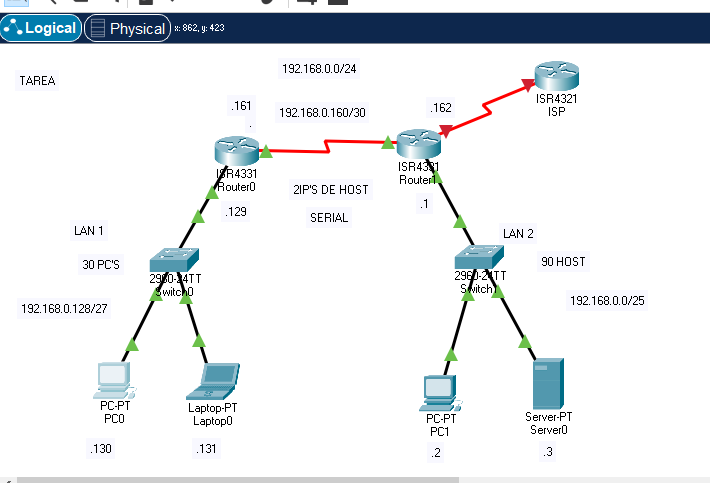 Logical
Physical
x: 862, y: 423
TAREA
192.168.0.0/24
ISR4321
ISP
.161
192.168.0.160/30
.162
ISR4331
Router0
ISR4331
Router1
2IP'S DE HOST
SERIAL
.129
.1
LAN 1
30 PC'S
LAN 2
90 HOST
2960-24TT
Switch0
2960-24TT
Switch1
192.168.0.128/27
192.168.0.0/25
PC-PT
PC0
Laptop-PT
Laptop0
PC-PT
PC1
Server-PT
Server0
.130
.131
.2
.3